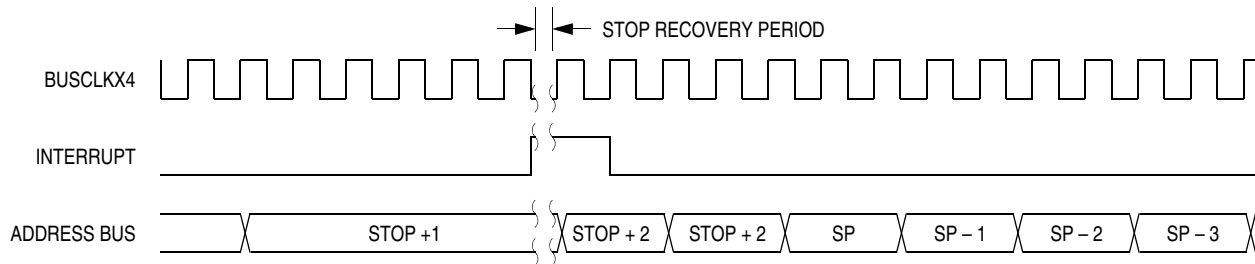 STOP RECOVERY PERIOD
BUSCLKX4
INTERRUPT
ADDRESS BUS STOP +1 STOP + 2 STOP + 2 SP SP – 1 SP – 2 SP – 3